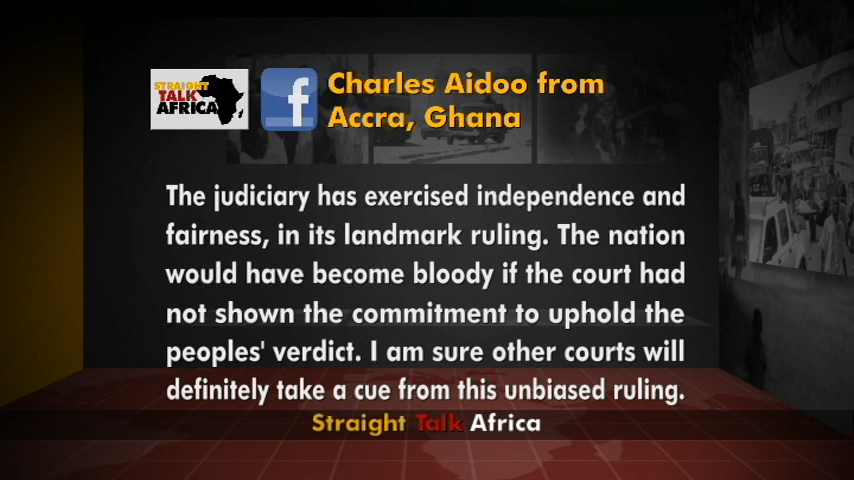 STRAIGHT
TALK
AFRICA
f
Charles Aidoo from
Accra, Ghana
The judiciary has exercised independence and
fairness, in its landmark ruling. The nation
would have become bloody if the court had
not shown the commitment to uphold the
peoples' verdict. I am sure other courts will
definitely take a cue from this unbiased ruling.
Straight Talk Africa